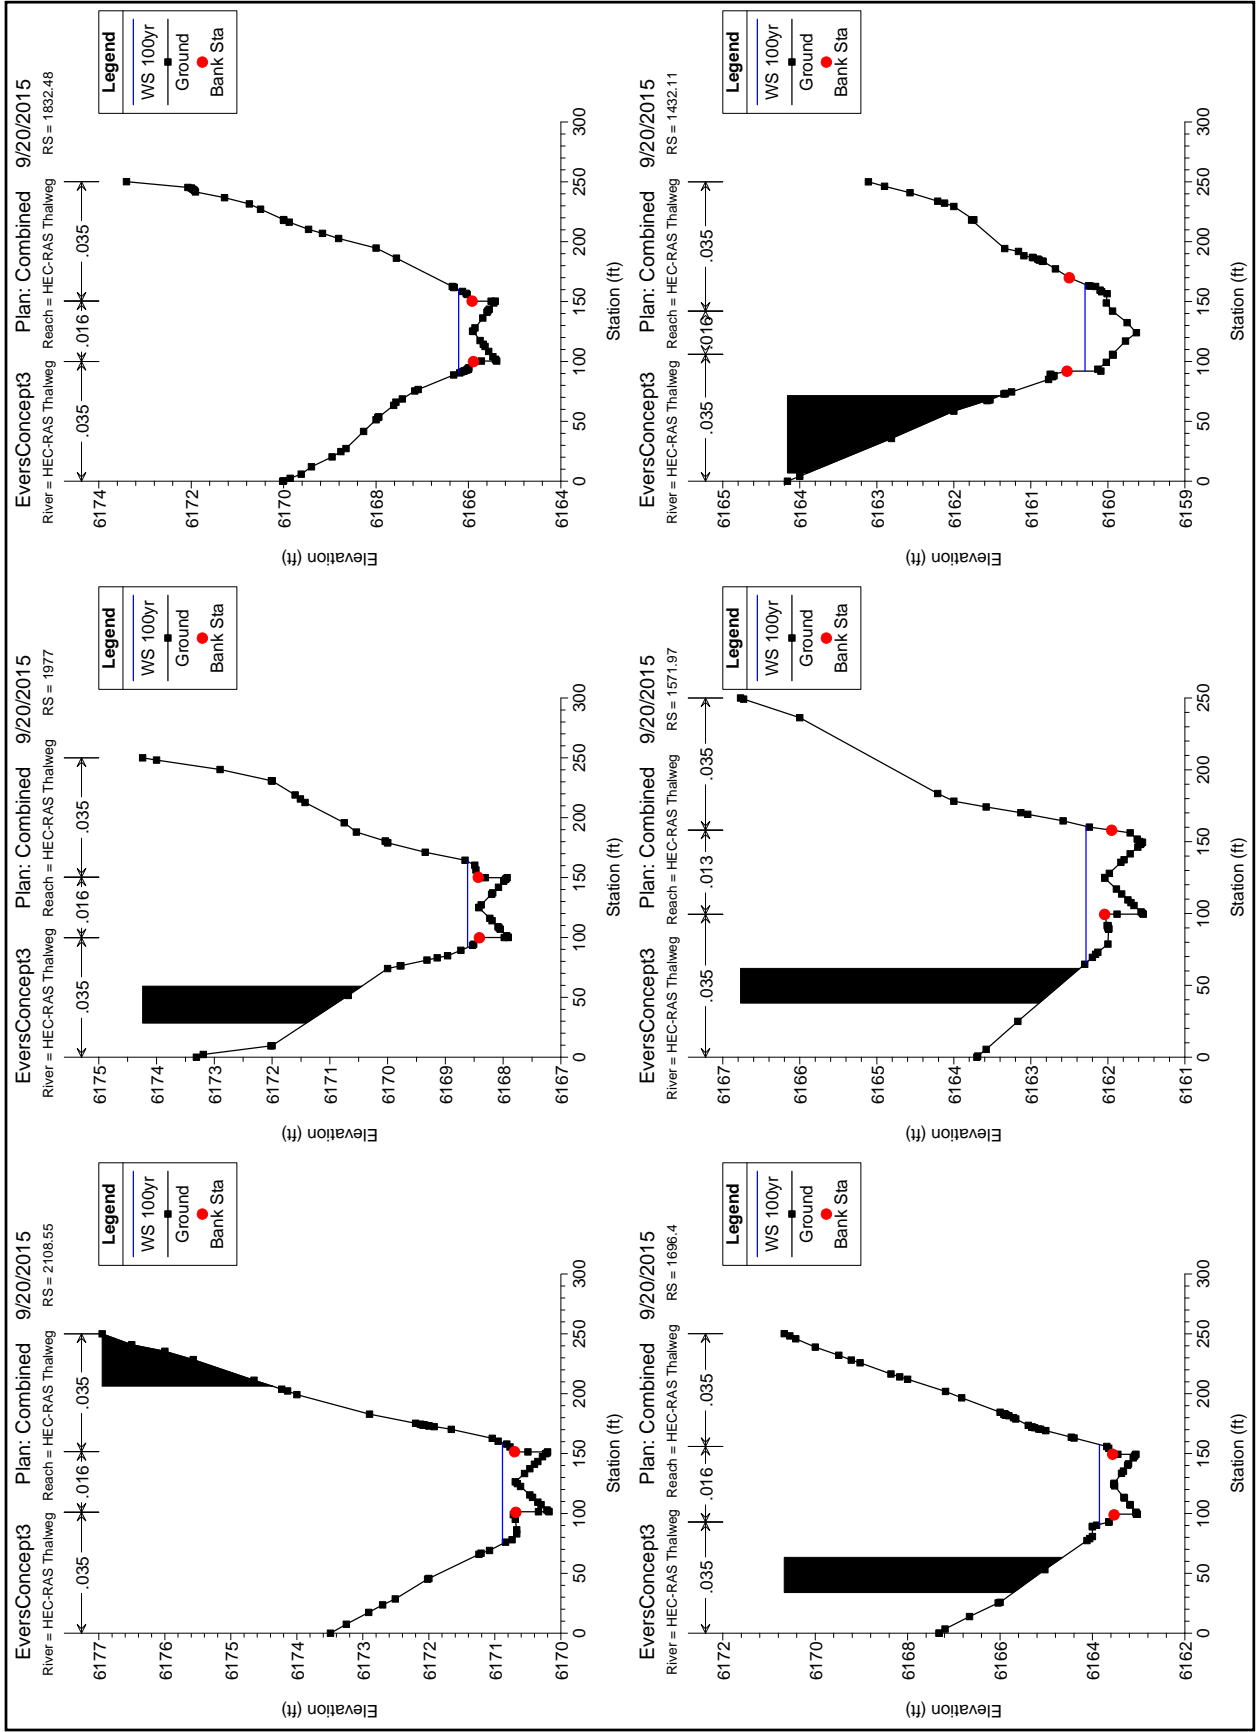 EversConcept3 Plan: Combined 9/20/2015
River = HEC-RAS Thalweg Reach = HEC-RAS Thalweg RS = 2108.55
.035 .016 .035
Legend
WS 100yr
Ground
Bank Sta
6177
6176
6175
6174
6173
6172
6171
6170
Elevation (ft)
0 50 100 150 200 250 300
Station (ft)
EversConcept3 Plan: Combined 9/20/2015
River = HEC-RAS Thalweg Reach = HEC-RAS Thalweg RS = 1977
.035 .016 .035
Legend
WS 100yr
Ground
Bank Sta
6175
6174
6173
6172
6171
6170
6169
6168
6167
Elevation (ft)
0 50 100 150 200 250 300
Station (ft)
EversConcept3 Plan: Combined 9/20/2015
River = HEC-RAS Thalweg Reach = HEC-RAS Thalweg RS = 1832.48
.035 .016 .035
Legend
WS 100yr
Ground
Bank Sta
6174
6172
6170
6168
6166
6164
Elevation (ft)
0 50 100 150 200 250 300
Station (ft)
EversConcept3 Plan: Combined 9/20/2015
River = HEC-RAS Thalweg Reach = HEC-RAS Thalweg RS = 1696.4
.035 .016 .035
Legend
WS 100yr
Ground
Bank Sta
6172
6170
6168
6166
6164
6162
Elevation (ft)
0 50 100 150 200 250 300
Station (ft)
EversConcept3 Plan: Combined 9/20/2015
River = HEC-RAS Thalweg Reach = HEC-RAS Thalweg RS = 1571.97
.035 .013 .035
Legend
WS 100yr
Ground
Bank Sta
6167
6166
6165
6164
6163
6162
6161
Elevation (ft)
0 50 100 150 200 250
Station (ft)
EversConcept3 Plan: Combined 9/20/2015
River = HEC-RAS Thalweg Reach = HEC-RAS Thalweg RS = 1432.11
.035 .016 .035
Legend
WS 100yr
Ground
Bank Sta
6165
6164
6163
6162
6161
6160
6159
Elevation (ft)
0 50 100 150 200 250 300
Station (ft)